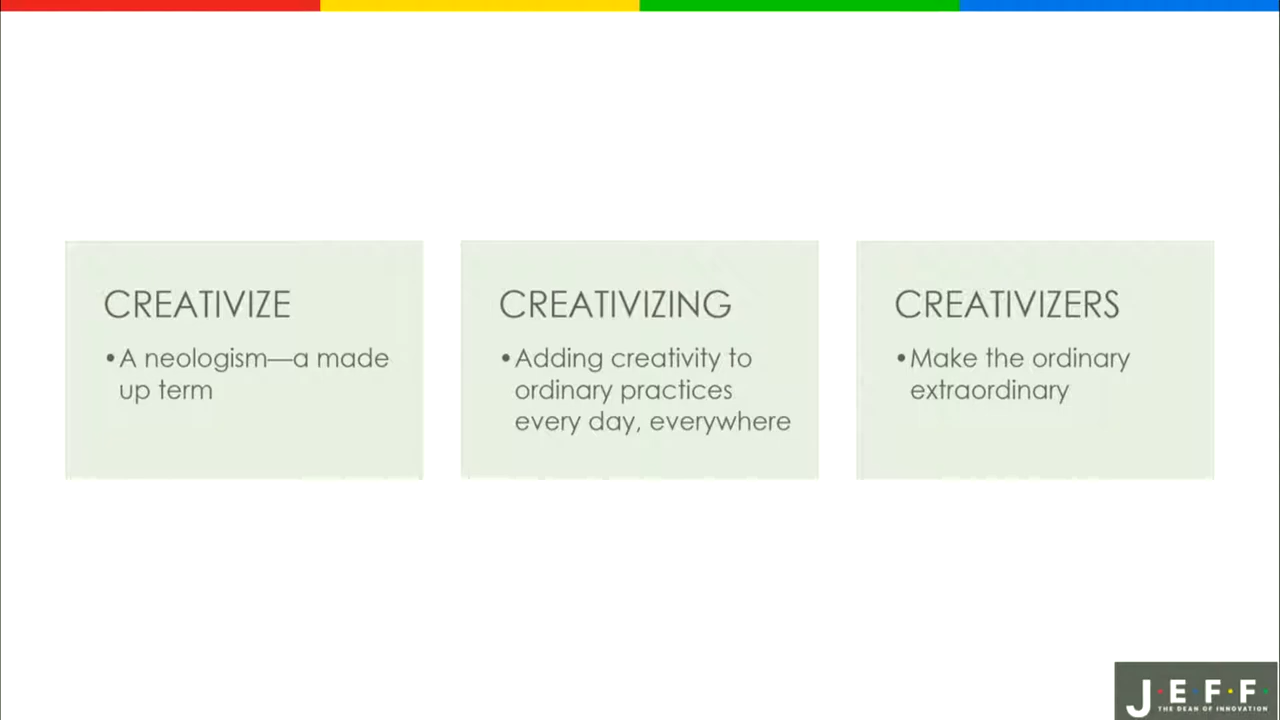 CREATIVIZE
•A neologism—a made
up term
CREATIVIZING
•Adding creativity to
ordinary practices
every day, everywhere
CREATIVIZERS
•Make the ordinary
extraordinary
J·E·F·F·
THE DEAN OF INNOVATION